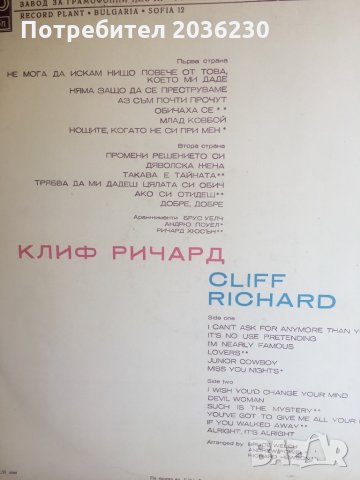 Потребител 2036230
ЗАВОД ЗА ГРАМОФОННИ
RECORD PLANT • BULGARIA • SOFIA 12
Първа страна
НЕ МОГА ДА ИСКАМ НИЩО ПОВЕЧЕ ОТ ТОВА,
КОЕТО МИ ДАДЕ
НЯМА ЗАЩО ДА СЕ ПРЕСТРУВАМЕ
АЗ СЪМ ПОЧТИ ПРОЧУТ
ОБИЧАХА СЕ **
МЛАД КОВБОЙ
НОЩИТЕ, КОГАТО НЕ СИ ПРИ МЕН *
Втора страна
ПРОМЕНИ РЕШЕНИЕТО СИ
ДЯВОЛСКА ЖЕНА
ТАКАВА Е ТАЙНАТА **
ТРЯБВА ДА МИ ДАДЕШ ЦЯЛАТА СИ ОБИЧ
АКО СИ ОТИДЕШ **
ДОБРЕ, ДОБРЕ
Аранжименти БРУС УЕЛЧ
АНДРЮ ПОУЕЛ *
РИЧАРД ХЮСЪН **
КЛИФ РИЧАРД
CLIFF
RICHARD
Side one
I CAN'T ASK FOR ANYMORE THAN
IT'S NO USE PRETENDING
I'M NEARLY FAMOUS
LOVERS **
JUNIOR COWBOY
MISS YOU NIGHTS *
Side two
I WISH YOU'D CHANGE YOUR MIND
DEVIL WOMAN
SUCH IS THE MYSTERY **
YOU'VE GOT TO GIVE ME ALL YOUR
IF YOU WALKED AWAY **
ALRIGHT, IT'S ALRIGHT
Arranged by